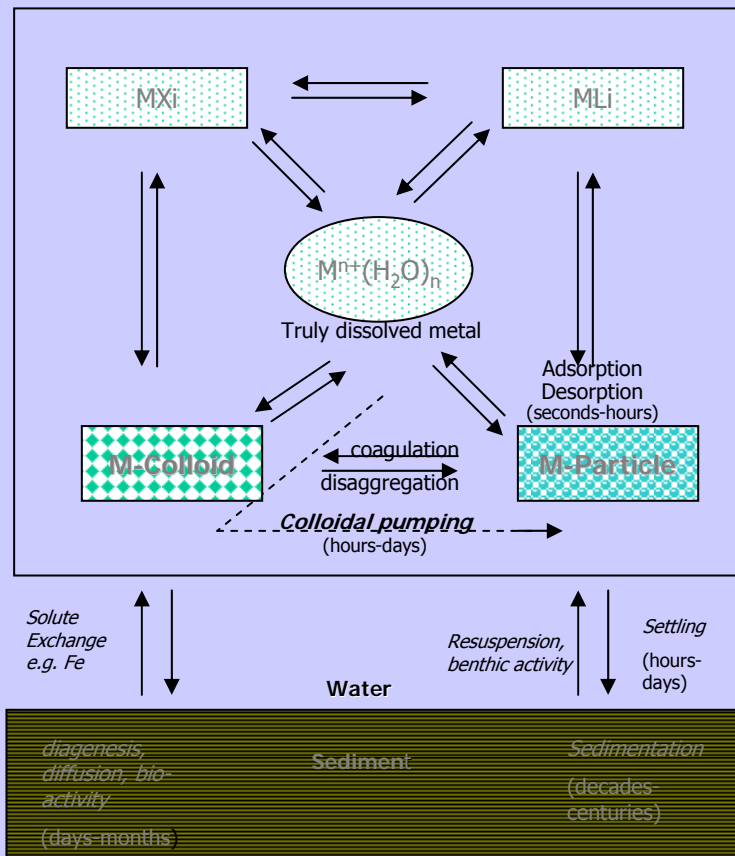 MXi
MLi
Mⁿ⁺(H₂O)ₙ
Truly dissolved metal
Adsorption
Desorption
(seconds-hours)
M-Colloid
coagulation
disaggregation
M-Particle
Colloidal pumping
(hours-days)
Solute
Exchange
e.g. Fe
Resuspension,
benthic activity
Settling
(hours-
days)
Water
diagenesis,
diffusion, bio-
activity
(days-months)
Sediment
Sedimentation
(decades-
centuries)